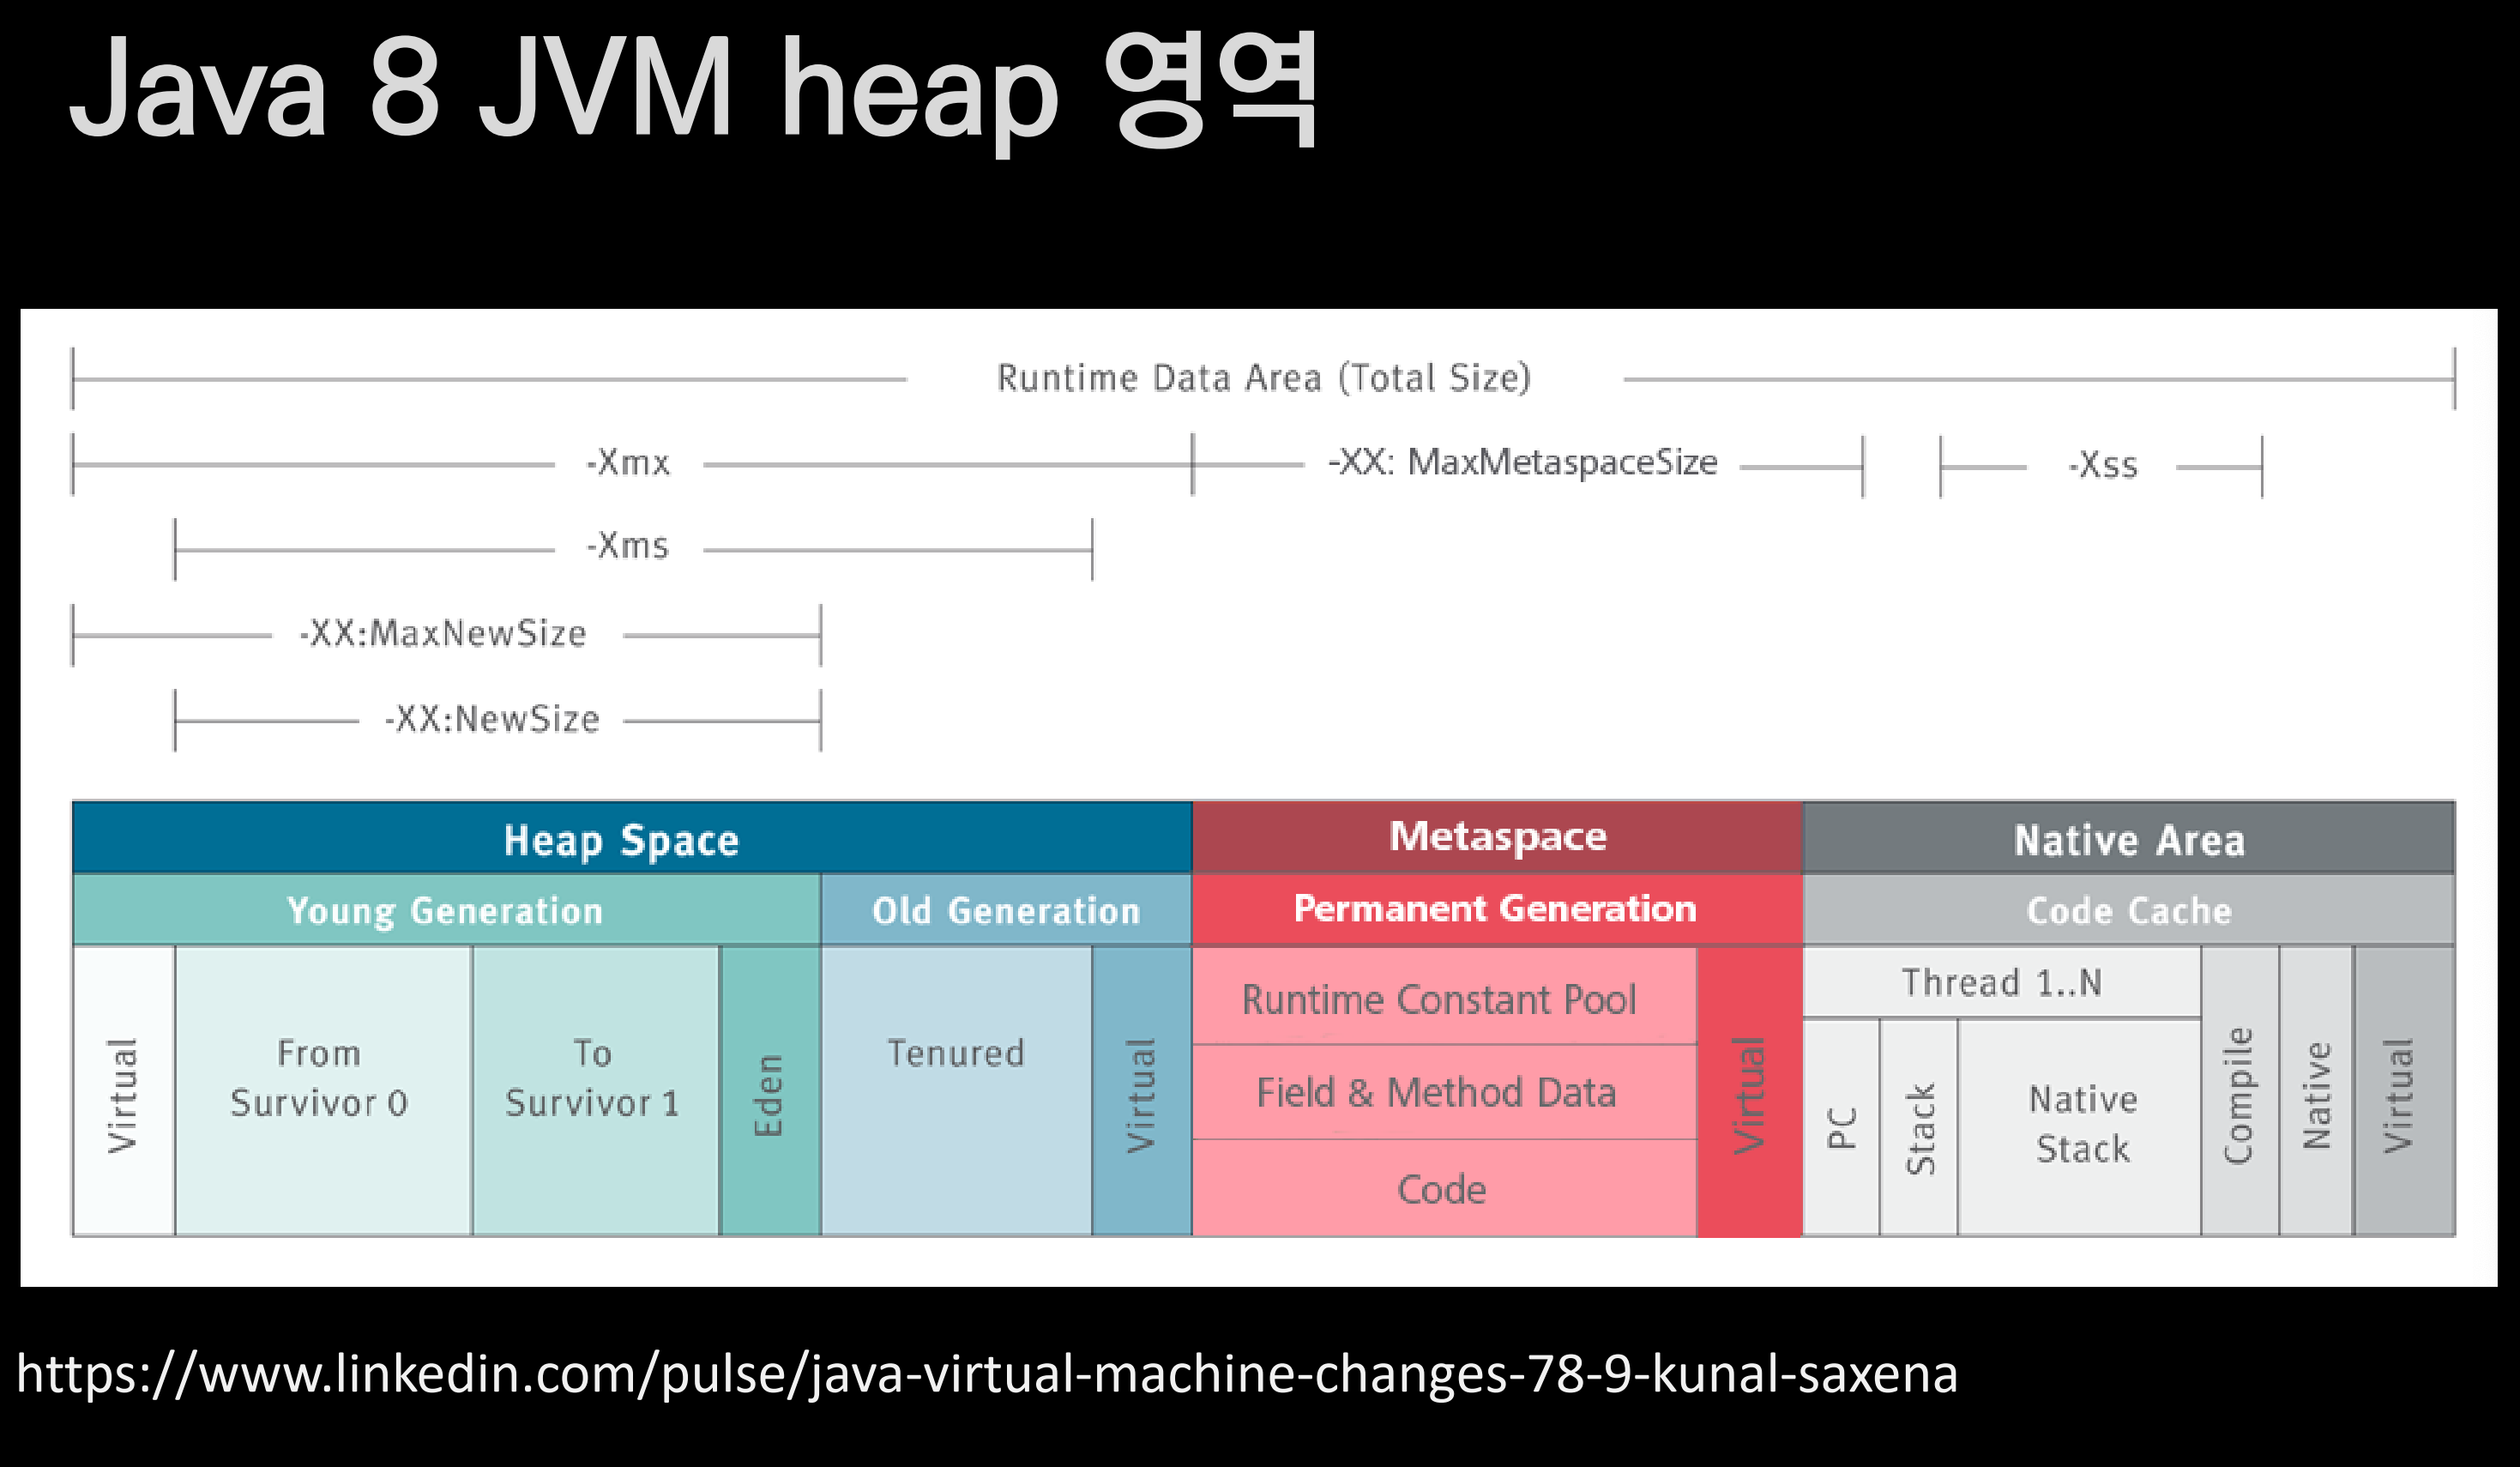 Java 8 JVM heap 영역
Runtime Data Area (Total Size)
-Xmx
-XX: MaxMetaspaceSize
-Xss
-Xms
-XX:MaxNewSize
-XX:NewSize
Heap Space
Metaspace
Native Area
Young Generation
Old Generation
Permanent Generation
Code Cache
Virtual
From
Survivor 0
To
Survivor 1
Eden
Tenured
Virtual
Runtime Constant Pool
Field & Method Data
Code
Virtual
Thread 1..N
PC
Stack
Native
Stack
Compile
Native
Virtual
https://www.linkedin.com/pulse/java-virtual-machine-changes-78-9-kunal-saxena